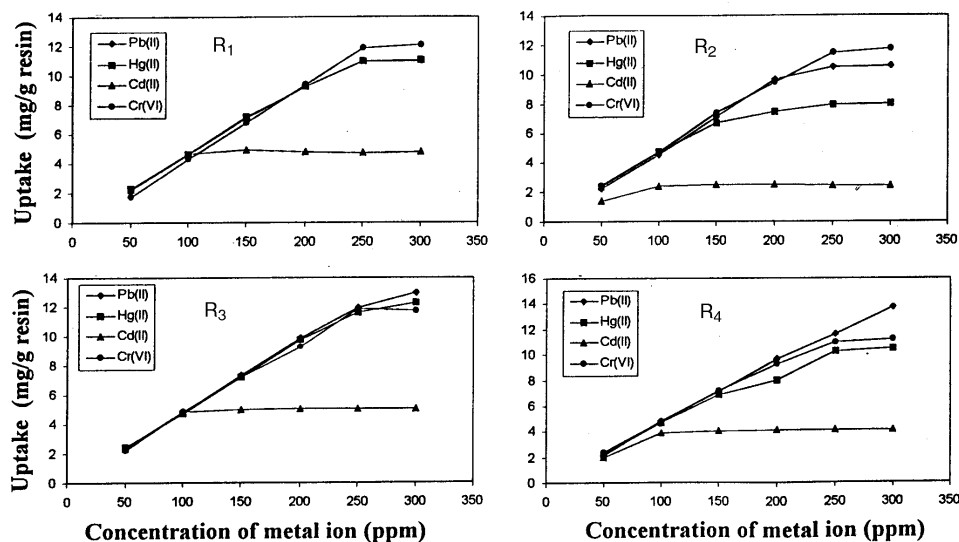 R1
Pb(II)
Hg(II)
Cd(II)
Cr(VI)
Uptake (mg/g resin)
14
12
10
8
6
4
2
0
0 50 100 150 200 250 300 350
R2
Pb(II)
Hg(II)
Cd(II)
Cr(VI)
14
12
10
8
6
4
2
0
0 50 100 150 200 250 300 350
R3
Pb(II)
Hg(II)
Cd(II)
Cr(VI)
Uptake (mg/g resin)
14
12
10
8
6
4
2
0
0 50 100 150 200 250 300 350
Concentration of metal ion (ppm)
R4
Pb(II)
Hg(II)
Cd(II)
Cr(VI)
16
14
12
10
8
6
4
2
0
0 50 100 150 200 250 300 350
Concentration of metal ion (ppm)